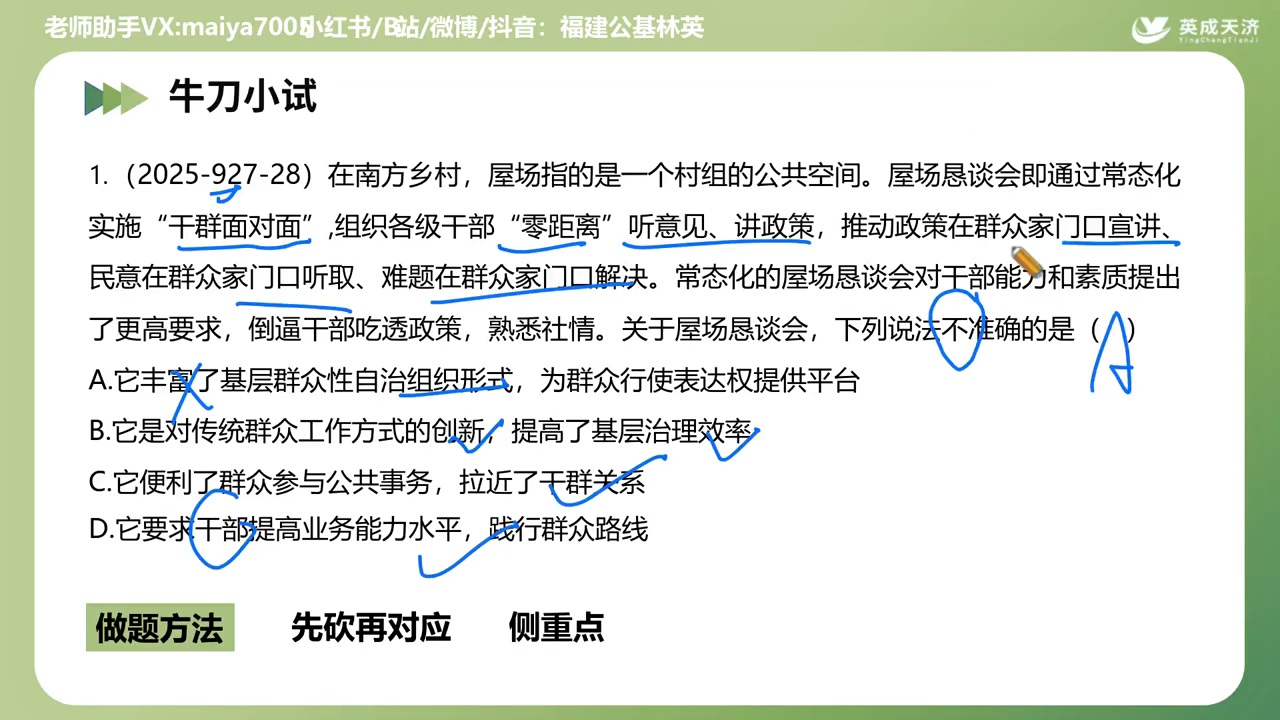 老师助手VX:maiya7005小红书/B站/微博/抖音：福建公基林英
英成天济
YingChengTianJi
牛刀小试
1.（2025-927-28）在南方乡村，屋场指的是一个村组的公共空间。屋场恳谈会即通过常态化
实施“干群面对面”,组织各级干部“零距离”听意见、讲政策，推动政策在群众家门口宣讲、
民意在群众家门口听取、难题在群众家门口解决。常态化的屋场恳谈会对干部能力和素质提出
了更高要求，倒逼干部吃透政策，熟悉社情。关于屋场恳谈会，下列说法不准确的是（A）
A.它丰富了基层群众性自治组织形式，为群众行使表达权提供平台
B.它是对传统群众工作方式的创新，提高了基层治理效率
C.它便利了群众参与公共事务，拉近了干群关系
D.它要求干部提高业务能力水平，践行群众路线
做题方法 先砍再对应 侧重点